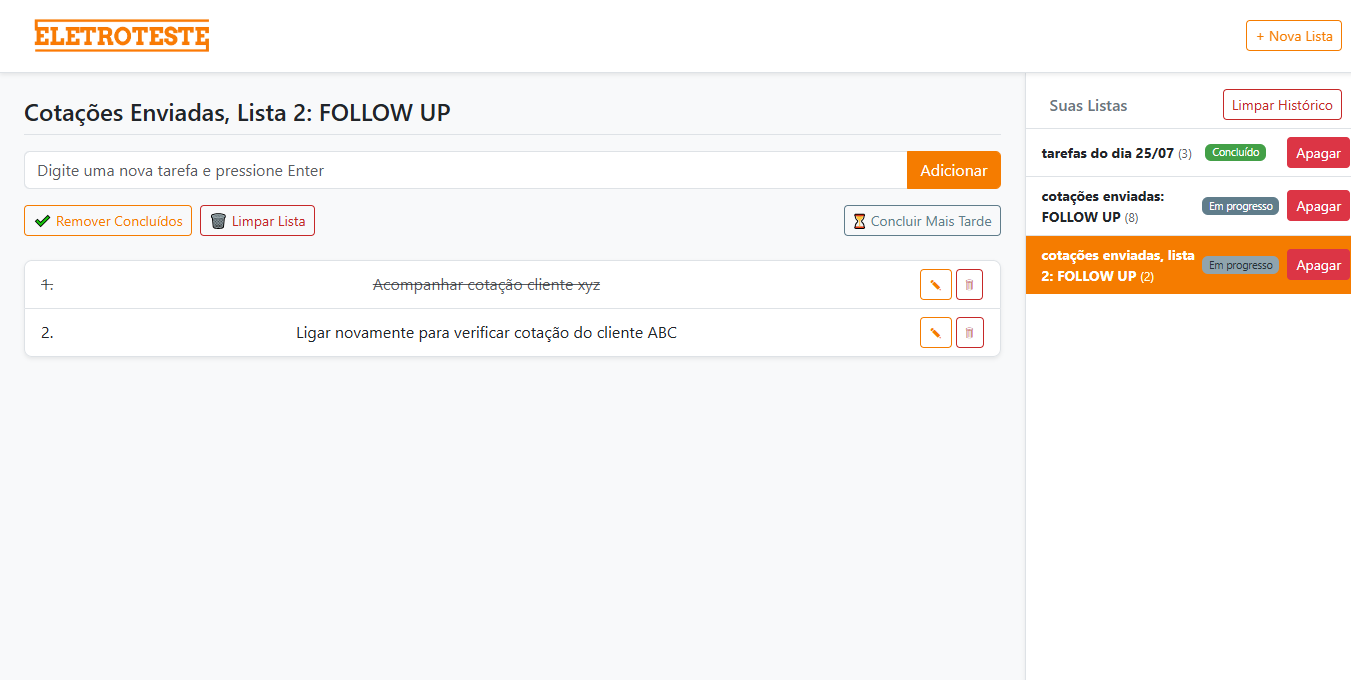 ELETROTESTE
+ Nova Lista
Cotações Enviadas, Lista 2: FOLLOW UP
Digite uma nova tarefa e pressione Enter
Adicionar
Remover Concluídos
Limpar Lista
Concluir Mais Tarde
1.
Acompanhar cotação cliente xyz
2.
Ligar novamente para verificar cotação do cliente ABC
Suas Listas
Limpar Histórico
tarefas do dia 25/07 (3)
Concluído
Apagar
cotações enviadas:
FOLLOW UP (8)
Em progresso
Apagar
cotações enviadas, lista
2: FOLLOW UP (2)
Em progresso
Apagar